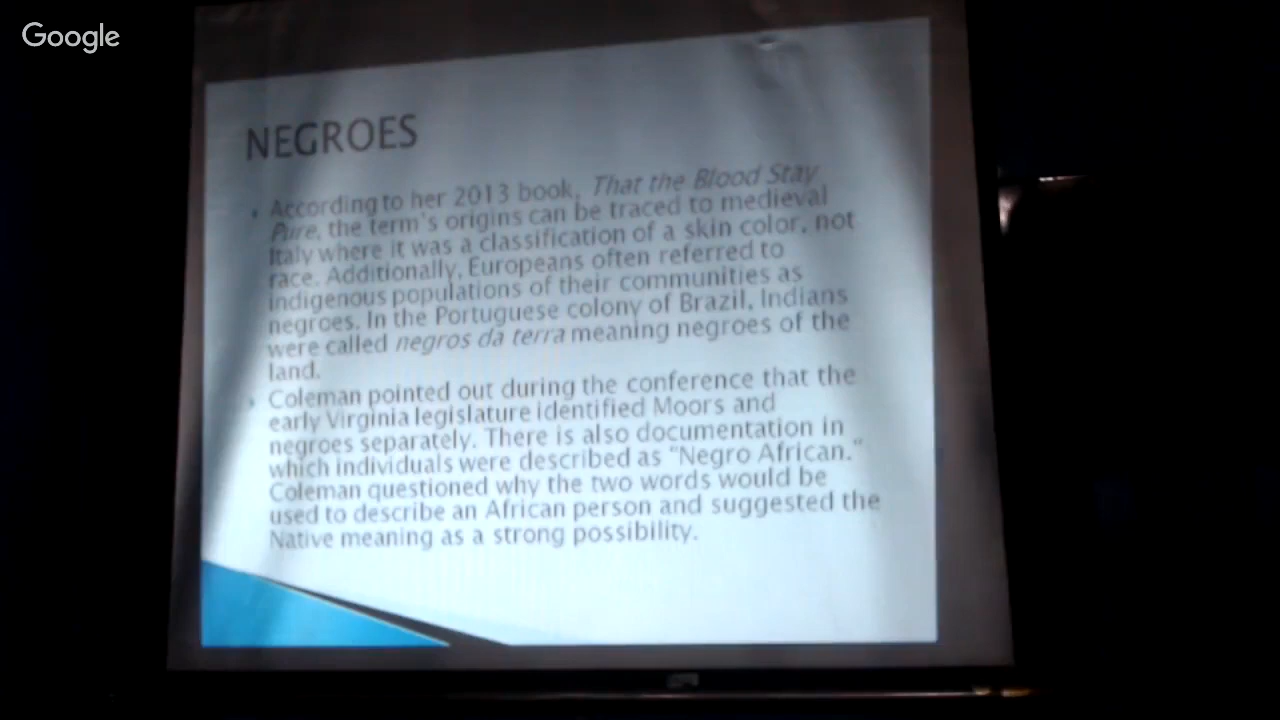 Google
NEGROES
According to her 2013 book, That the Blood Stay
Pure, the term's origins can be traced to medieval
Italy where it was a classification of a skin color, not
race. Additionally, Europeans often referred to
indigenous populations of their communities as
negroes. In the Portuguese colony of Brazil, Indians
were called negros da terra meaning negroes of the
land.
Coleman pointed out during the conference that the
early Virginia legislature identified Moors and
negroes separately. There is also documentation in
which individuals were described as "Negro African."
Coleman questioned why the two words would be
used to describe an African person and suggested the
Native meaning as a strong possibility.